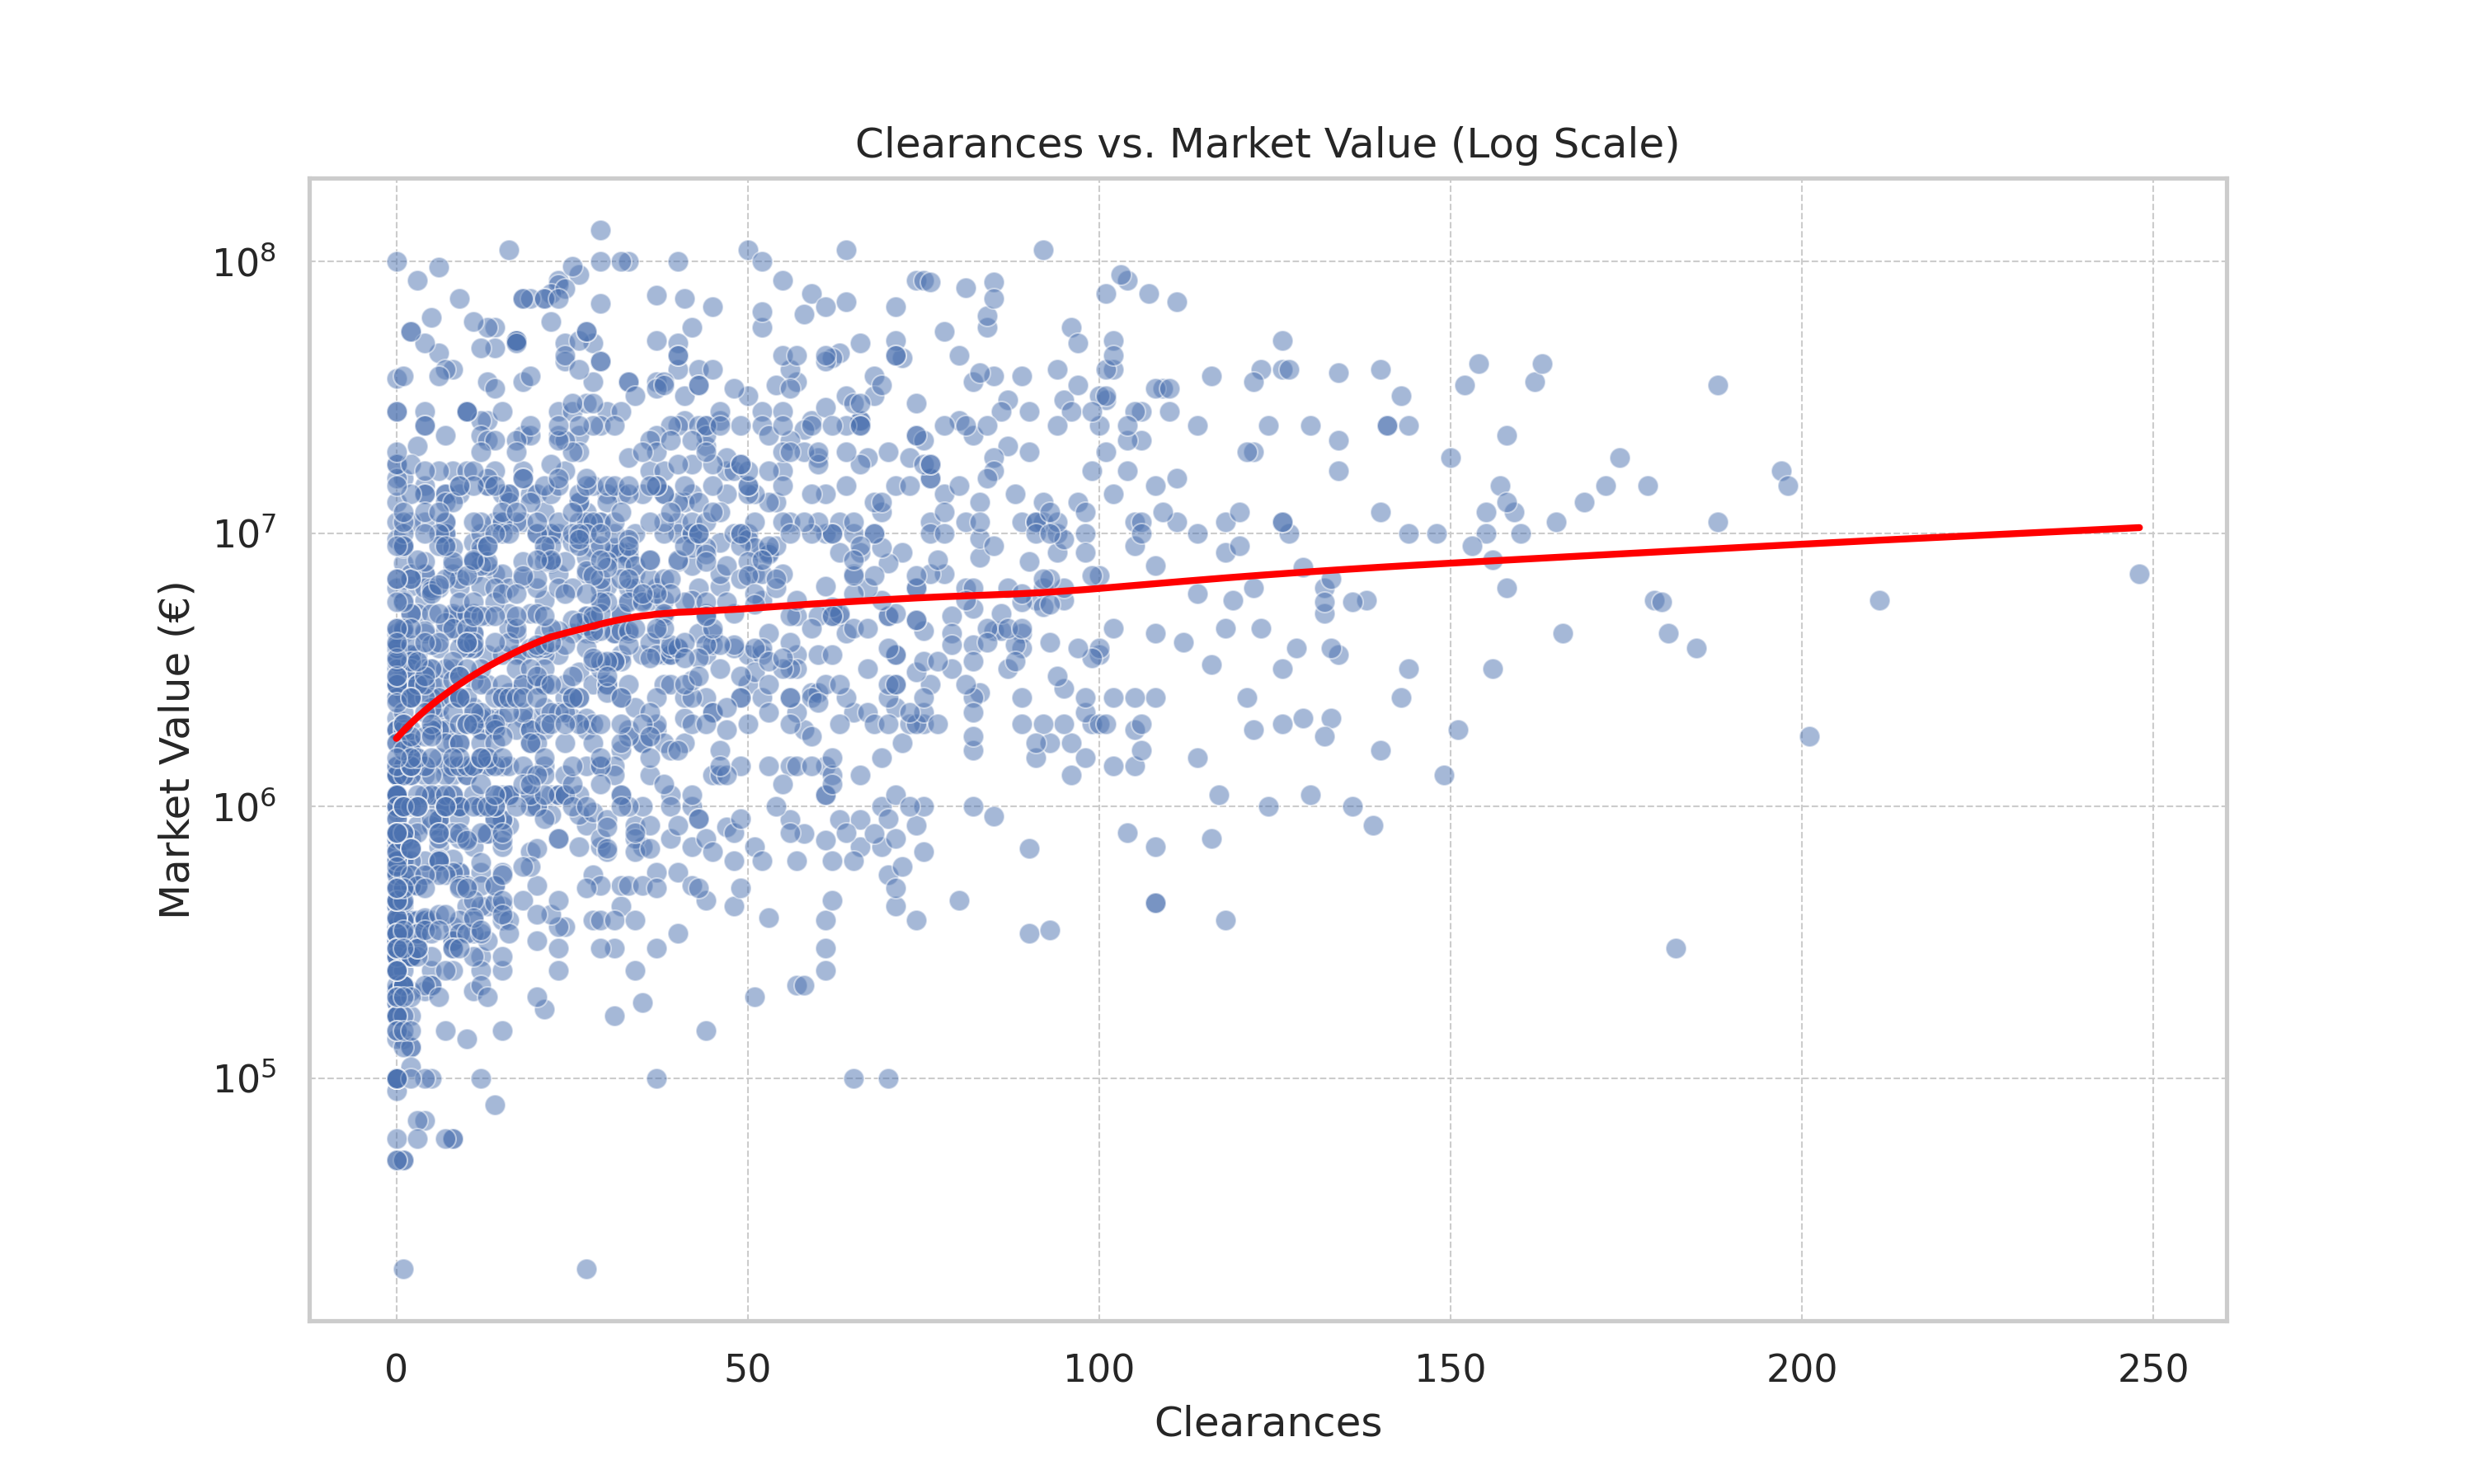 Clearances vs. Market Value (Log Scale)
Market Value (€)
10⁸
10⁷
10⁶
10⁵
0 50 100 150 200 250
Clearances